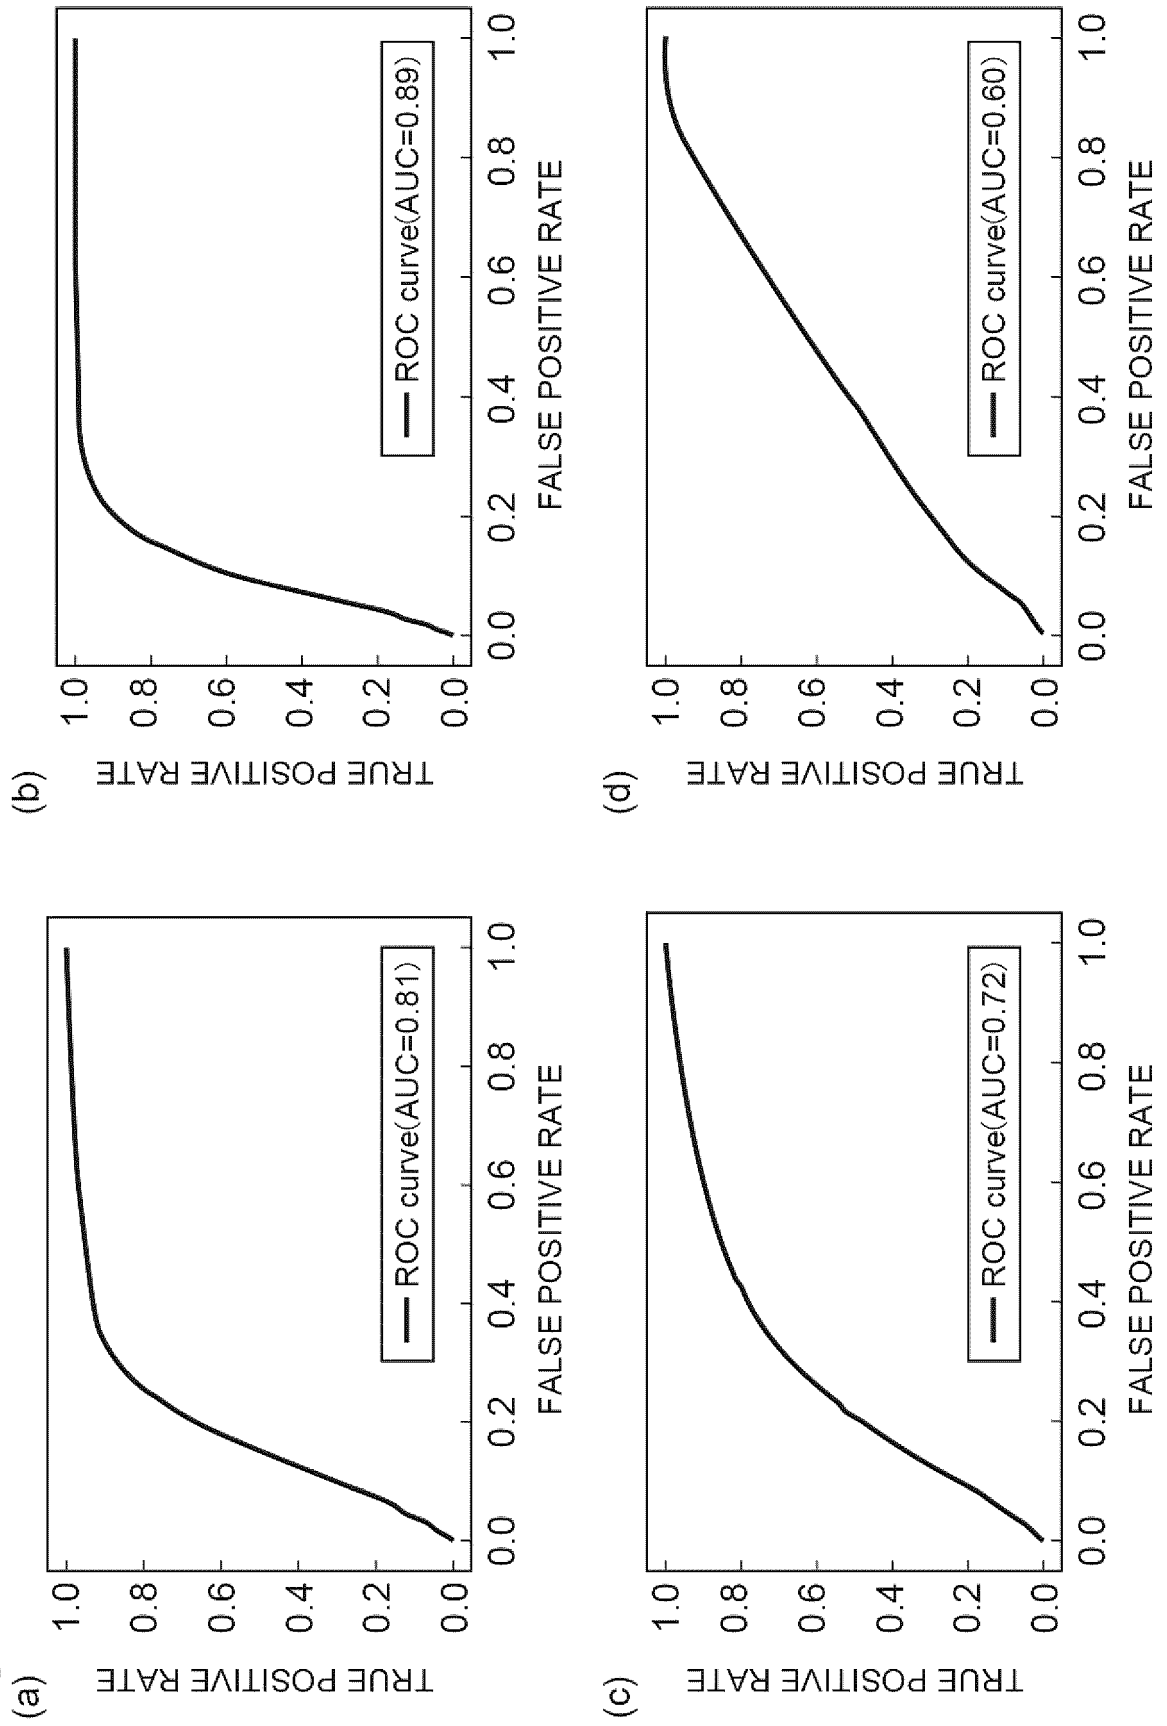 (a)
TRUE POSITIVE RATE
1.0
0.8
0.6
0.4
0.2
0.0
ROC curve(AUC=0.81)
0.0 0.2 0.4 0.6 0.8 1.0
FALSE POSITIVE RATE
(b)
TRUE POSITIVE RATE
1.0
0.8
0.6
0.4
0.2
0.0
ROC curve(AUC=0.89)
0.0 0.2 0.4 0.6 0.8 1.0
FALSE POSITIVE RATE
(c)
TRUE POSITIVE RATE
1.0
0.8
0.6
0.4
0.2
0.0
ROC curve(AUC=0.72)
0.0 0.2 0.4 0.6 0.8 1.0
FALSE POSITIVE RATE
(d)
TRUE POSITIVE RATE
1.0
0.8
0.6
0.4
0.2
0.0
ROC curve(AUC=0.60)
0.0 0.2 0.4 0.6 0.8 1.0
FALSE POSITIVE RATE